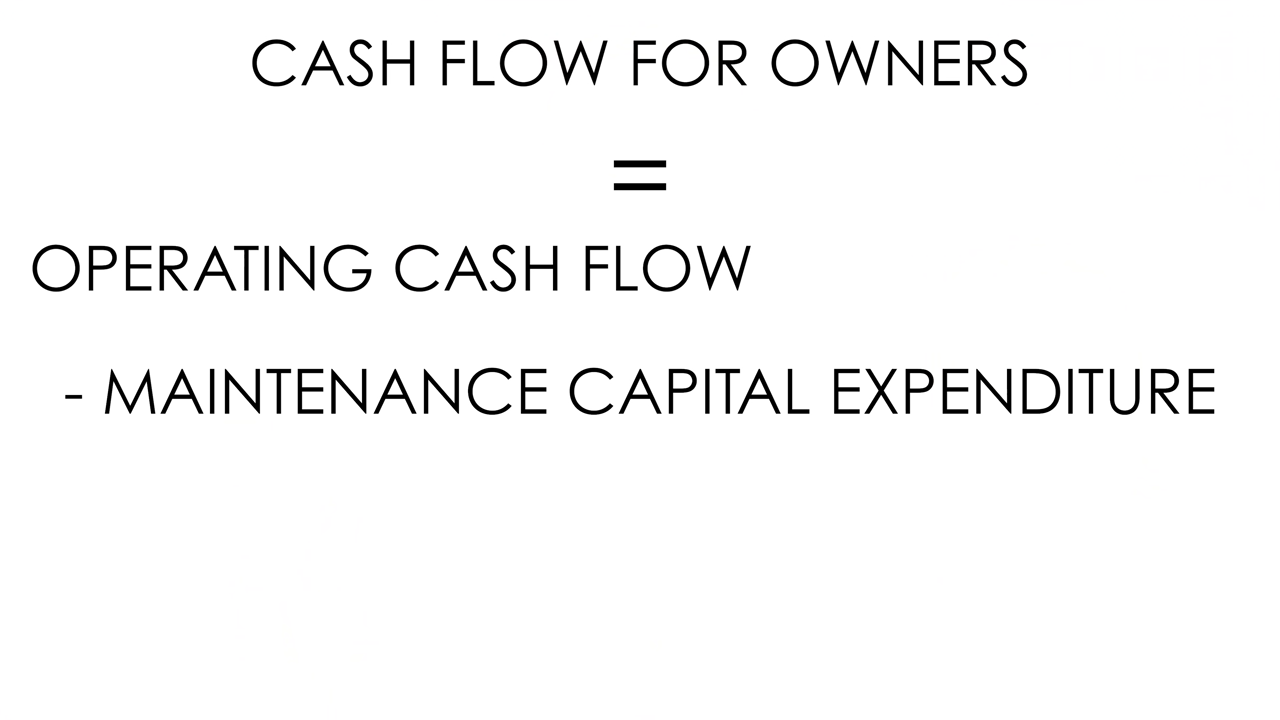 CASH FLOW FOR OWNERS
=
OPERATING CASH FLOW
- MAINTENANCE CAPITAL EXPENDITURE